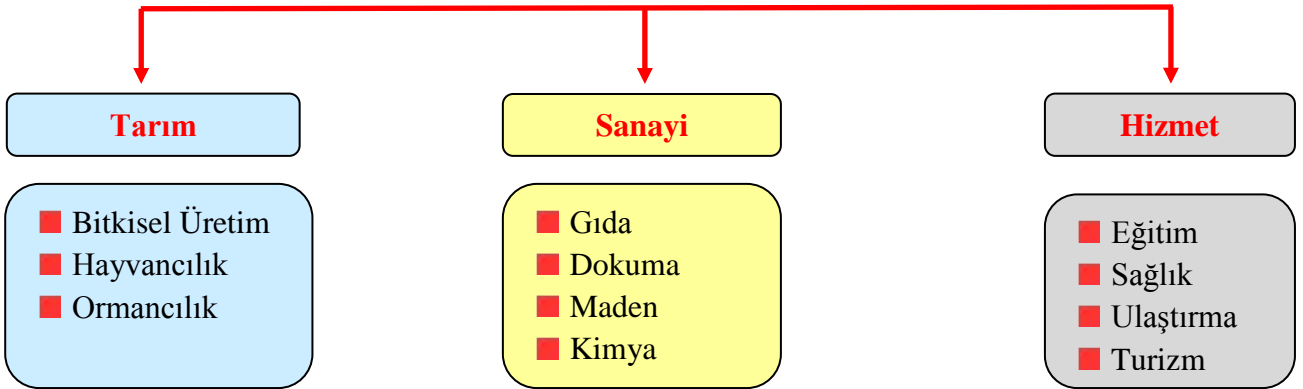 Tarım
Bitkisel Üretim
Hayvancılık
Ormancılık
Sanayi
Gıda
Dokuma
Maden
Kimya
Hizmet
Eğitim
Sağlık
Ulaştırma
Turizm